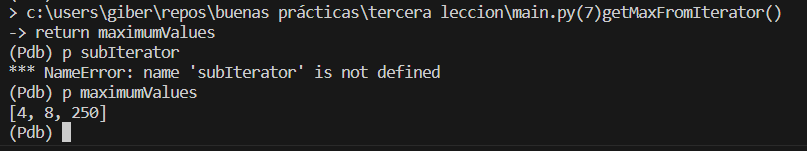 > c:\users\giber\repos\buenas prácticas\tercera leccion\main.py(7)getMaxFromIterator()
-> return maximumValues
(Pdb) p subIterator
*** NameError: name 'subIterator' is not defined
(Pdb) p maximumValues
[4, 8, 250]
(Pdb)